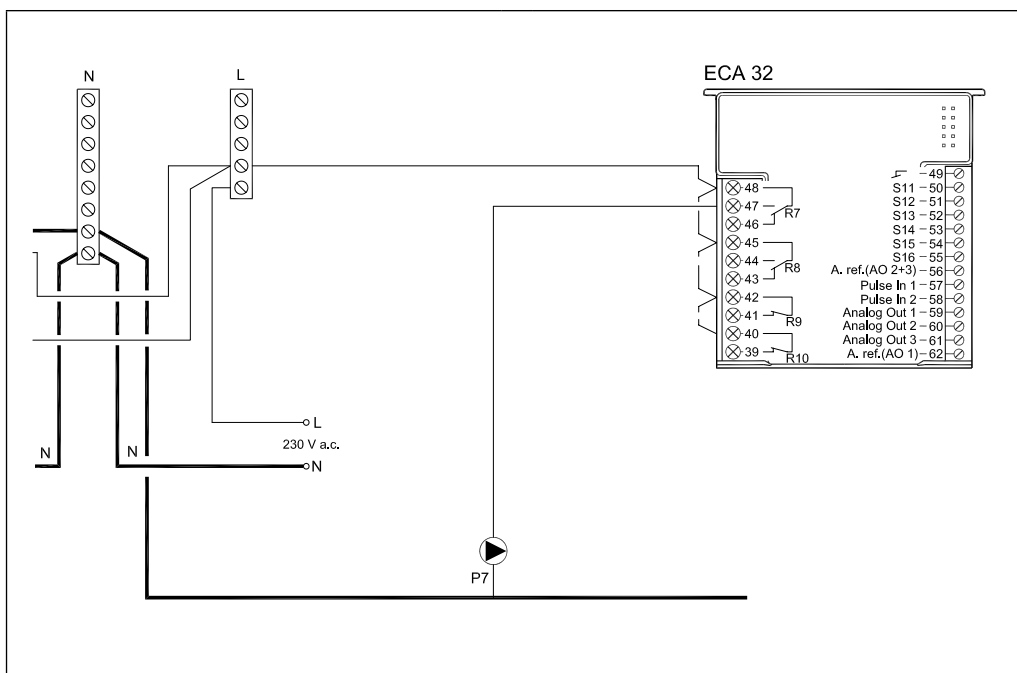 ECA 32
N
L
48
47
R7
46
45
44
R8
43
42
41
R9
40
39
R10
49
S11 50
S12 51
S13 52
S14 53
S15 54
S16 55
A. ref.(AO 2+3) 56
Pulse In 1 57
Pulse In 2 58
Analog Out 1 59
Analog Out 2 60
Analog Out 3 61
A. ref.(AO 1) 62
L
230 V a.c.
N
N
N
P7